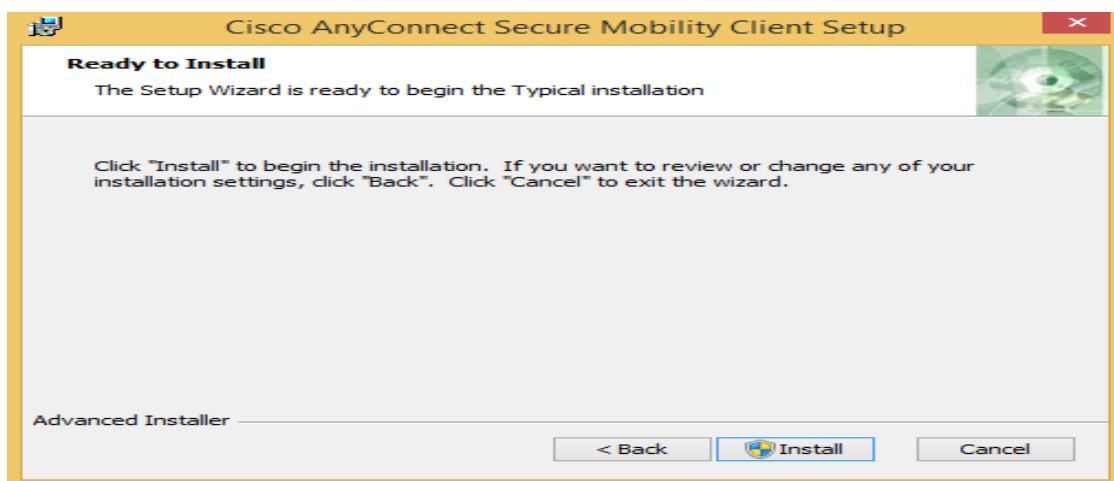 Cisco AnyConnect Secure Mobility Client Setup
Ready to Install
The Setup Wizard is ready to begin the Typical installation
Click "Install" to begin the installation. If you want to review or change any of your
installation settings, click "Back". Click "Cancel" to exit the wizard.
Advanced Installer
< Back
Install
Cancel